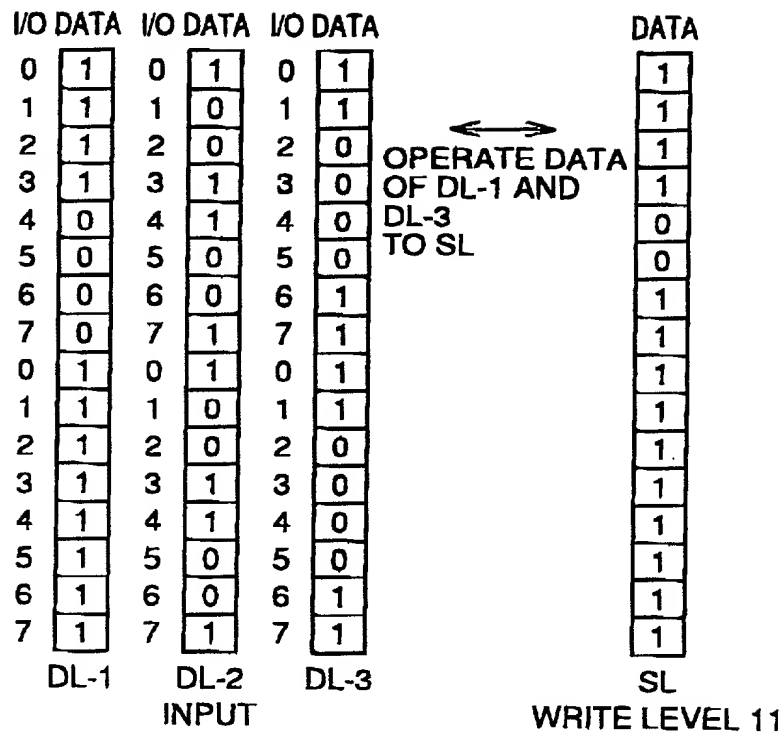 I/O DATA I/O DATA I/O DATA DATA
0 1 0 1 0 1 1
1 1 1 0 1 1 1
2 1 2 0 2 0 1
3 1 3 1 3 0 1
4 0 4 1 4 0 0
5 0 5 0 5 0 0
6 0 6 0 6 1 1
7 0 7 1 7 1 1
0 1 0 1 0 1 1
1 1 1 0 1 1 1
2 1 2 0 2 0 1
3 1 3 1 3 0 1
4 1 4 1 4 0 1
5 1 5 0 5 0 1
6 1 6 0 6 1 1
7 1 7 1 7 1 1
OPERATE DATA
OF DL-1 AND
DL-3
TO SL
DL-1 DL-2 DL-3 SL
INPUT WRITE LEVEL 11